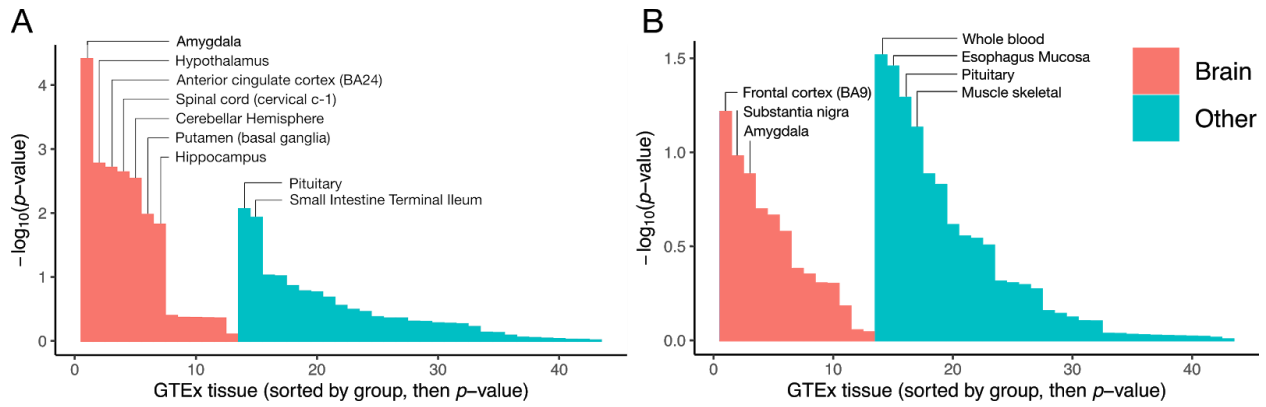 A
Amygdala
Hypothalamus
Anterior cingulate cortex (BA24)
Spinal cord (cervical c-1)
Cerebellar Hemisphere
Putamen (basal ganglia)
Hippocampus
Pituitary
Small Intestine Terminal Ileum
−log10(p−value)
4
3
2
1
0
0 10 20 30 40
GTEx tissue (sorted by group, then p−value)
B
Whole blood
Esophagus Mucosa
Pituitary
Muscle skeletal
Frontal cortex (BA9)
Substantia nigra
Amygdala
Brain
Other
−log10(p−value)
1.5
1.0
0.5
0.0
0 10 20 30 40
GTEx tissue (sorted by group, then p−value)